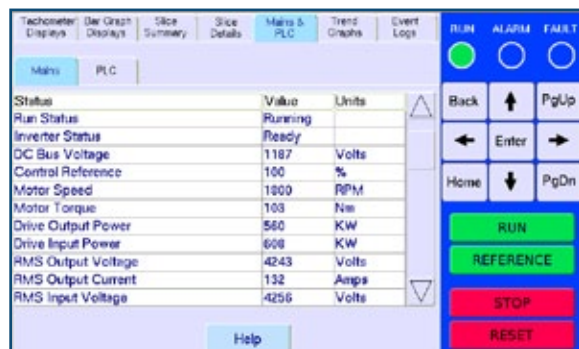 Tachometer Displays
Bar Graph Displays
Slice Summary
Slice Details
Mains & PLC
Trend Graphs
Event Logs
RUN ALARM FAULT
Mains PLC
Status Value Units
Run Status Running
Inverter Status Ready
DC Bus Voltage 1187 Volts
Control Reference 100 %
Motor Speed 1800 RPM
Motor Torque 103 Nm
Drive Output Power 560 KW
Drive Input Power 608 KW
RMS Output Voltage 4243 Volts
RMS Output Current 132 Amps
RMS Input Voltage 4256 Volts
Help
Back PgUp
Enter
Home PgDn
RUN
REFERENCE
STOP
RESET